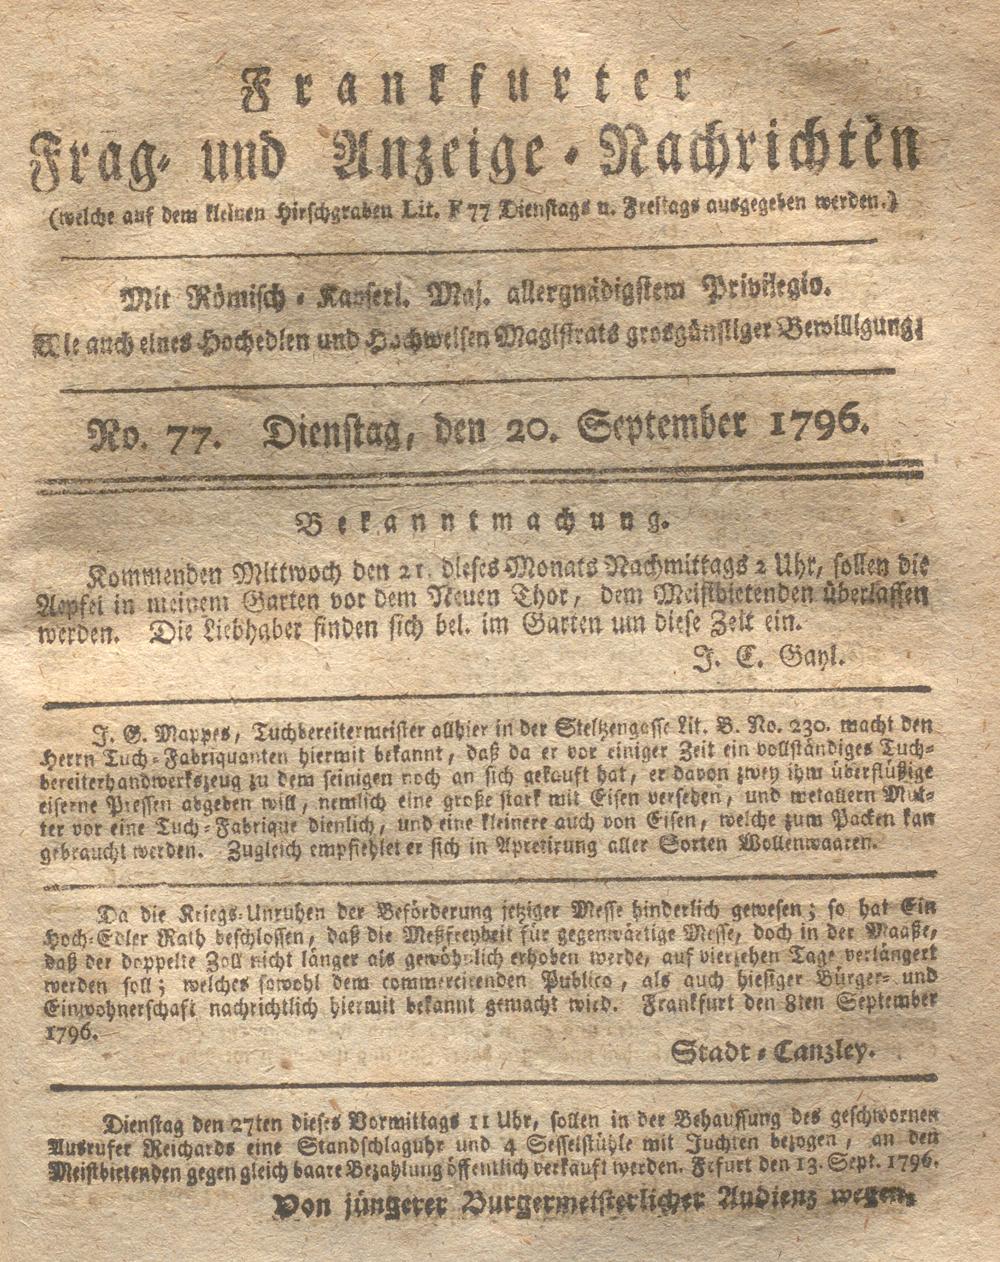 Frankfurter
Frag- und Anzeige-Nachrichten
(welche auf dem kleinen Hirschgraben Lit. F 77 Dienstags u. Freitags ausgegeben werden.)
Mit Römisch-Kayserl. Maj. allergnädigstem Privilegio.
Wie auch eines Hochedlen und Hochweisen Magistrats grosgünstiger Bewilligung.
No. 77. Dienstag, den 20. September 1796.
Bekanntmachung.
Kommenden Mittwoch den 21. dieses Monats Nachmittags 2 Uhr, sollen die
Aepfel in meinem Garten vor dem Neuen Thor, dem Meistbietenden überlassen
werden. Die Liebhaber finden sich bel. im Garten um diese Zeit ein.
J. C. Gayl.
J. G. Mappes, Tuchbereitermeister allhier in der Steltzengasse Lit. B. No. 230. macht den
Herrn Tuch-Fabriquanten hiermit bekannt, daß da er vor einiger Zeit ein vollständiges Tuch-
bereiterhandwerkszeug zu dem seinigen noch an sich gekauft hat, er davon zwey ihm überflüßige
eiserne Pressen abgeben will, nemlich eine große stark mit Eisen versehen, und metallern Mut-
ter vor eine Tuch-Fabrique dienlich, und eine kleinere auch von Eisen, welche zum Packen kan
gebraucht werden. Zugleich empfiehlet er sich in Apretirung aller Sorten Wollenwaaren.
Da die Kriegs-Unruhen der Beförderung jetziger Messe hinderlich gewesen; so hat Ein
Hoch-Edler Rath beschlossen, daß die Meßfreyheit für gegenwärtige Messe, doch in der Maaße,
daß der doppelte Zoll nicht länger als gewöhnlich erhoben werde, auf vierzehen Tage verlängert
werden soll; welches sowohl dem commercirenden Publico, als auch hiesiger Bürger- und
Einwohnerschaft nachrichtlich hiermit bekannt gemacht wird. Frankfurt den 8ten September
1796.
Stadt-Canzley.
Dienstag den 27ten dieses Vormittags 11 Uhr, sollen in der Behaussung des geschwornen
Ausrufer Reichards eine Standschlaguhr und 4 Sesselstühle mit Juchten bezogen, an den
Meistbietenden gegen gleich baare Bezahlung öffentlich verkauft werden. Frfurt den 13. Sept. 1796.
Von jüngerer Burgermeisterlicher Audienz wegen.